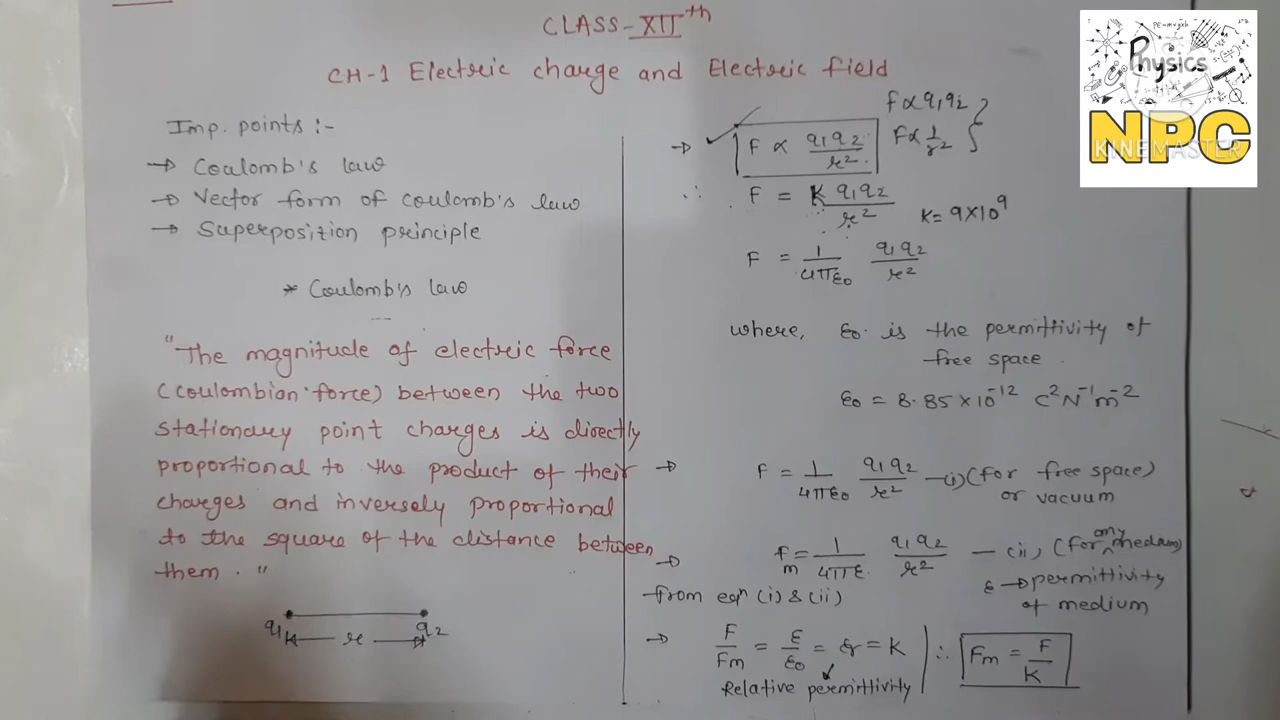 CLASS-XIIth
CH-1 Electric charge and Electric field
Imp. points :-
→ Coulomb's law
→ Vector form of coulomb's law
→ Superposition principle
* Coulomb's law
"The magnitude of electric force
(coulombian force) between the two
stationary point charges is directly
proportional to the product of their
charges and inversely proportional
to the square of the distance between
them."
q₁ r q₂
F ∝ q₁q₂
→ F ∝ q₁q₂/r² F ∝ 1/r²
∴ F = K q₁q₂/r² K = 9×10⁹
F = 1/4πε₀ q₁q₂/r²
where, ε₀ is the permittivity of
free space
ε₀ = 8.85×10⁻¹² C²N⁻¹m⁻²
→ F = 1/4πε₀ q₁q₂/r² —(i) (for free space)
or vacuum
→ Fm = 1/4πε q₁q₂/r² —(ii) (for any medium)
ε → permittivity
of medium
from eqn (i) & (ii)
→ F/Fm = ε/ε₀ = εr = K ∴ Fm = F/K
Relative permittivity
Physics
NPC
KINEMASTER